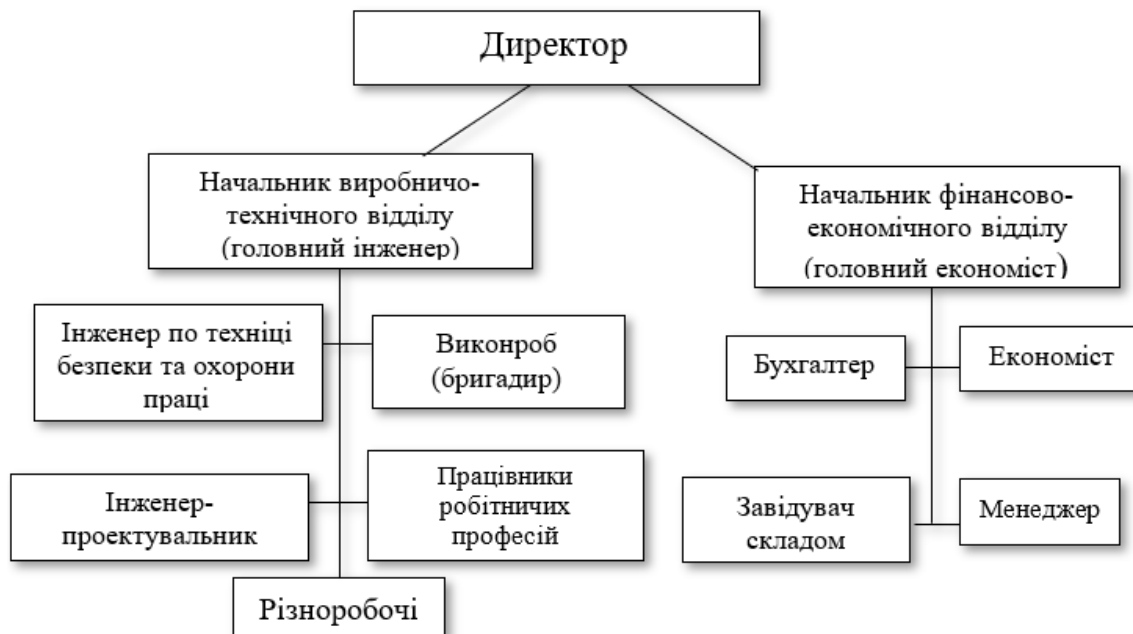 Директор
Начальник виробничо-
технічного відділу
(головний інженер)
Начальник фінансово-
економічного відділу
(головний економіст)
Інженер по техніці
безпеки та охорони
праці
Виконроб
(бригадир)
Бухгалтер
Економіст
Інженер-
проектувальник
Працівники
робітничих
професій
Завідувач
складом
Менеджер
Різноробочі